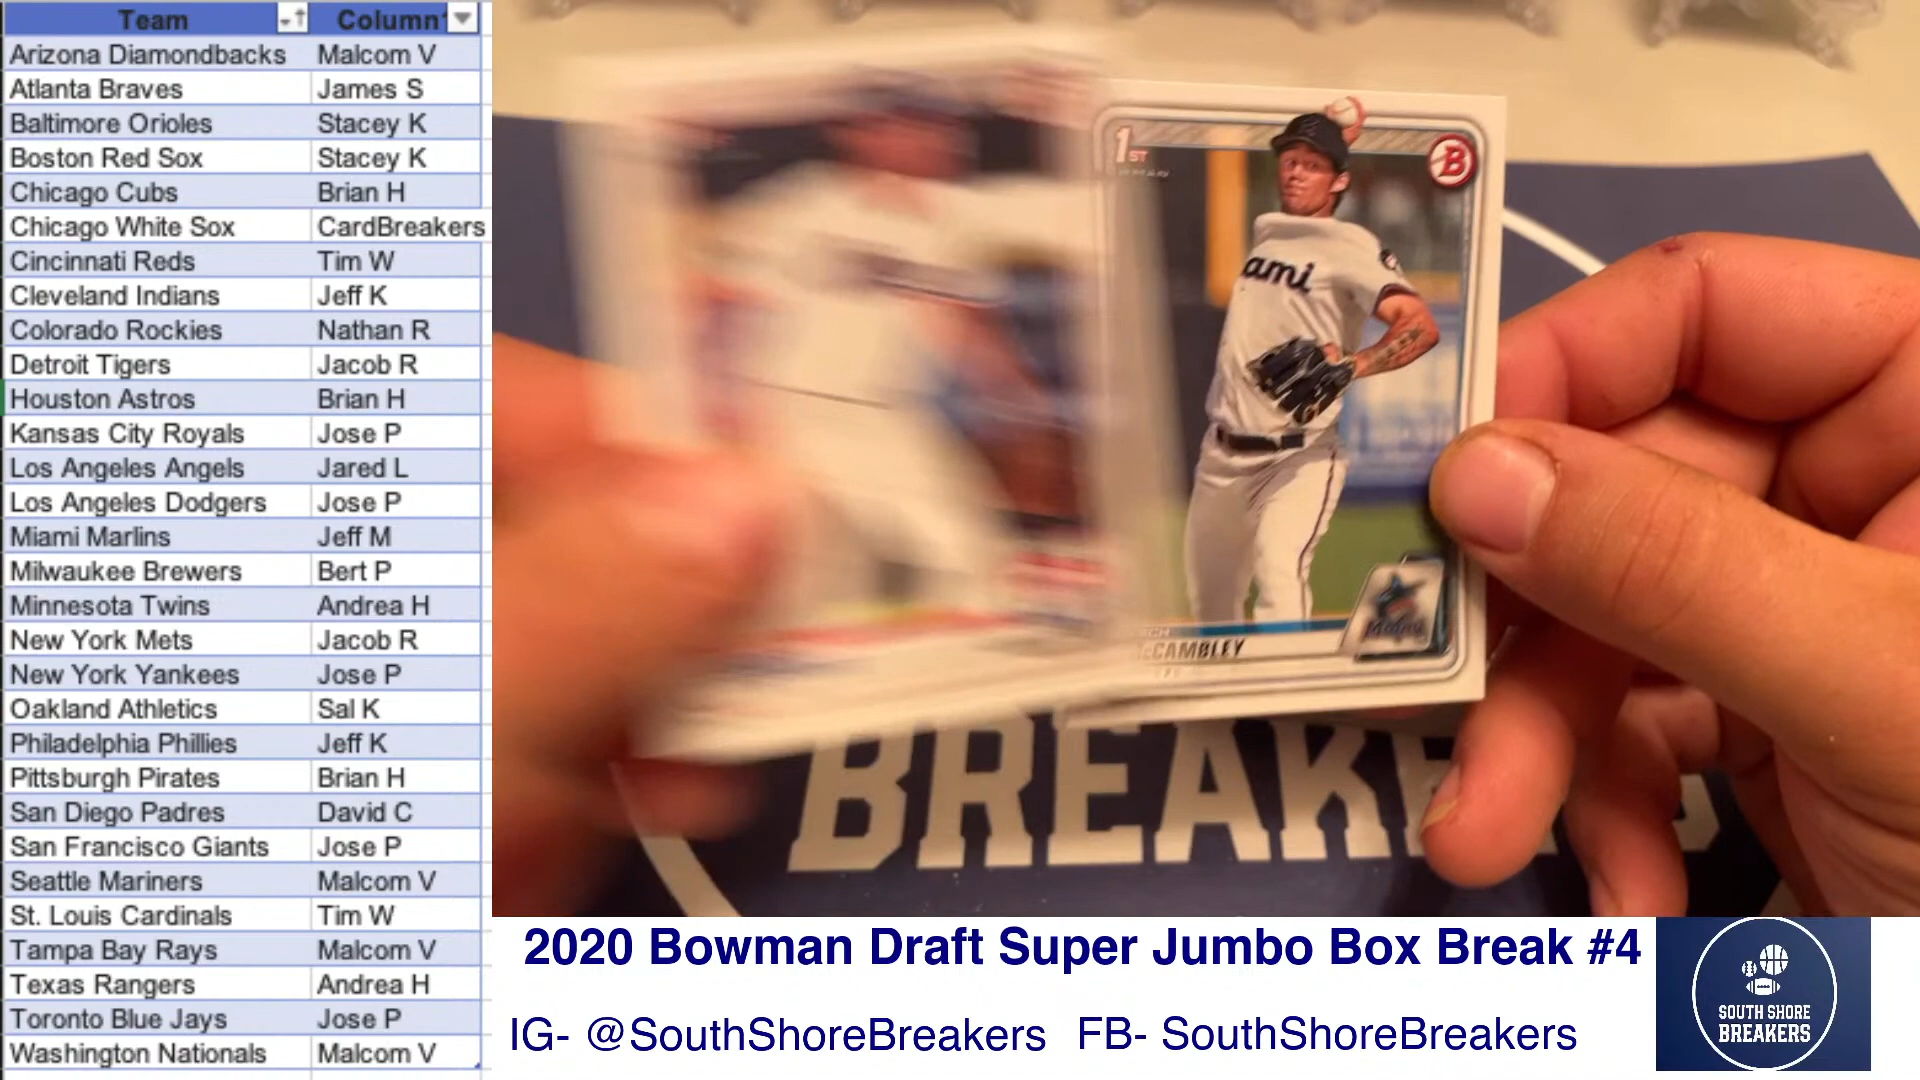 Team Column
Arizona Diamondbacks Malcom V
Atlanta Braves James S
Baltimore Orioles Stacey K
Boston Red Sox Stacey K
Chicago Cubs Brian H
Chicago White Sox CardBreakers
Cincinnati Reds Tim W
Cleveland Indians Jeff K
Colorado Rockies Nathan R
Detroit Tigers Jacob R
Houston Astros Brian H
Kansas City Royals Jose P
Los Angeles Angels Jared L
Los Angeles Dodgers Jose P
Miami Marlins Jeff M
Milwaukee Brewers Bert P
Minnesota Twins Andrea H
New York Mets Jacob R
New York Yankees Jose P
Oakland Athletics Sal K
Philadelphia Phillies Jeff K
Pittsburgh Pirates Brian H
San Diego Padres David C
San Francisco Giants Jose P
Seattle Mariners Malcom V
St. Louis Cardinals Tim W
Tampa Bay Rays Malcom V
Texas Rangers Andrea H
Toronto Blue Jays Jose P
Washington Nationals Malcom V
1ST
B
ami
CAMBLEY
BREAKE
2020 Bowman Draft Super Jumbo Box Break #4
IG- @SouthShoreBreakers FB- SouthShoreBreakers
SOUTH SHORE
BREAKERS